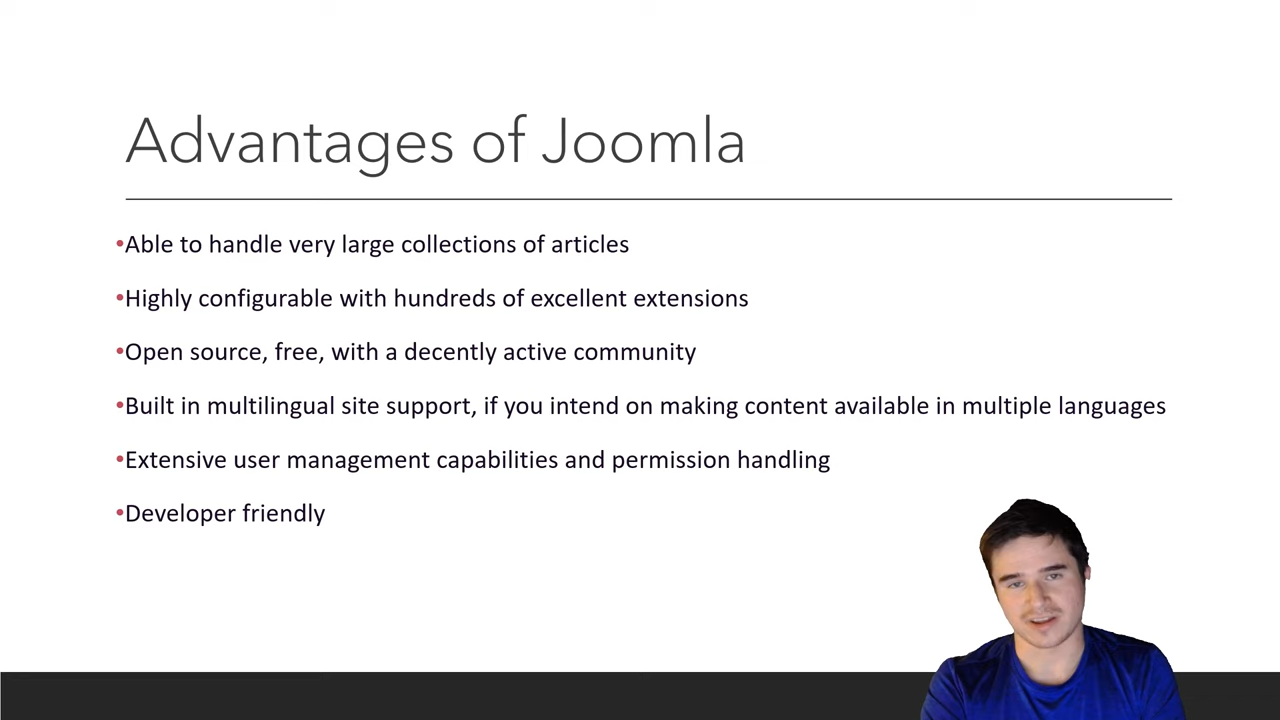 Advantages of Joomla
•Able to handle very large collections of articles
•Highly configurable with hundreds of excellent extensions
•Open source, free, with a decently active community
•Built in multilingual site support, if you intend on making content available in multiple languages
•Extensive user management capabilities and permission handling
•Developer friendly